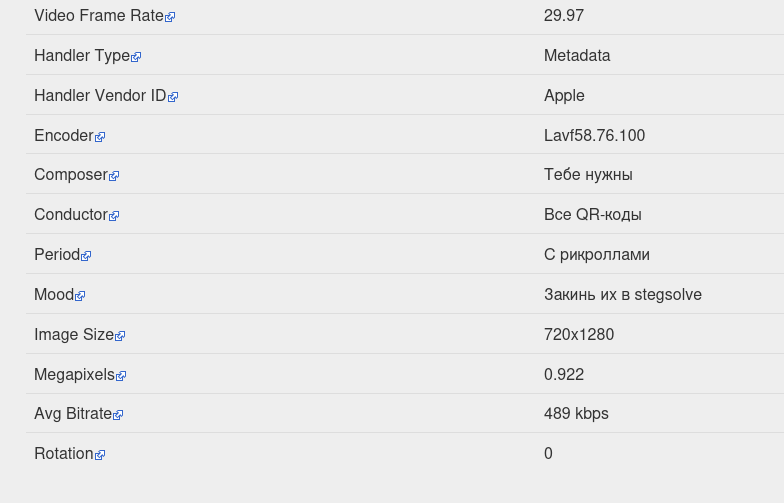 Video Frame Rate 29.97
Handler Type Metadata
Handler Vendor ID Apple
Encoder Lavf58.76.100
Composer Тебе нужны
Conductor Все QR-коды
Period С рикроллами
Mood Закинь их в stegsolve
Image Size 720x1280
Megapixels 0.922
Avg Bitrate 489 kbps
Rotation 0